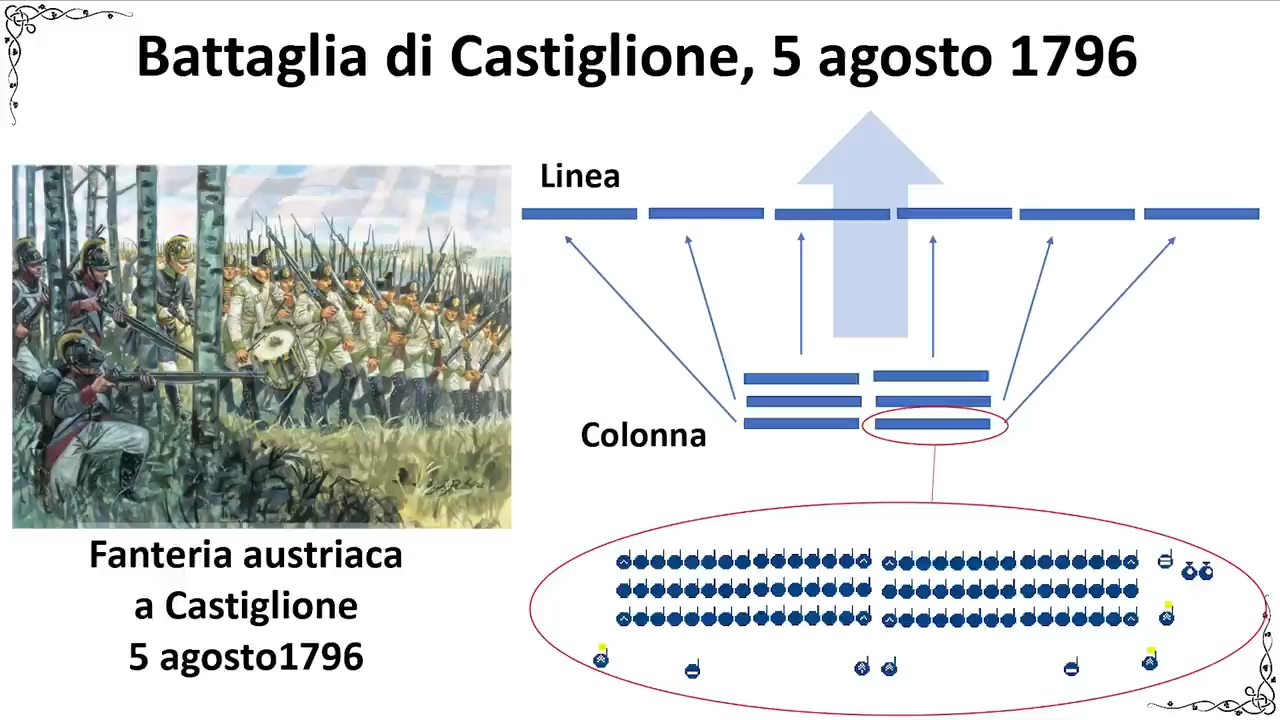 Battaglia di Castiglione, 5 agosto 1796
Linea
Colonna
Fanteria austriaca
a Castiglione
5 agosto1796